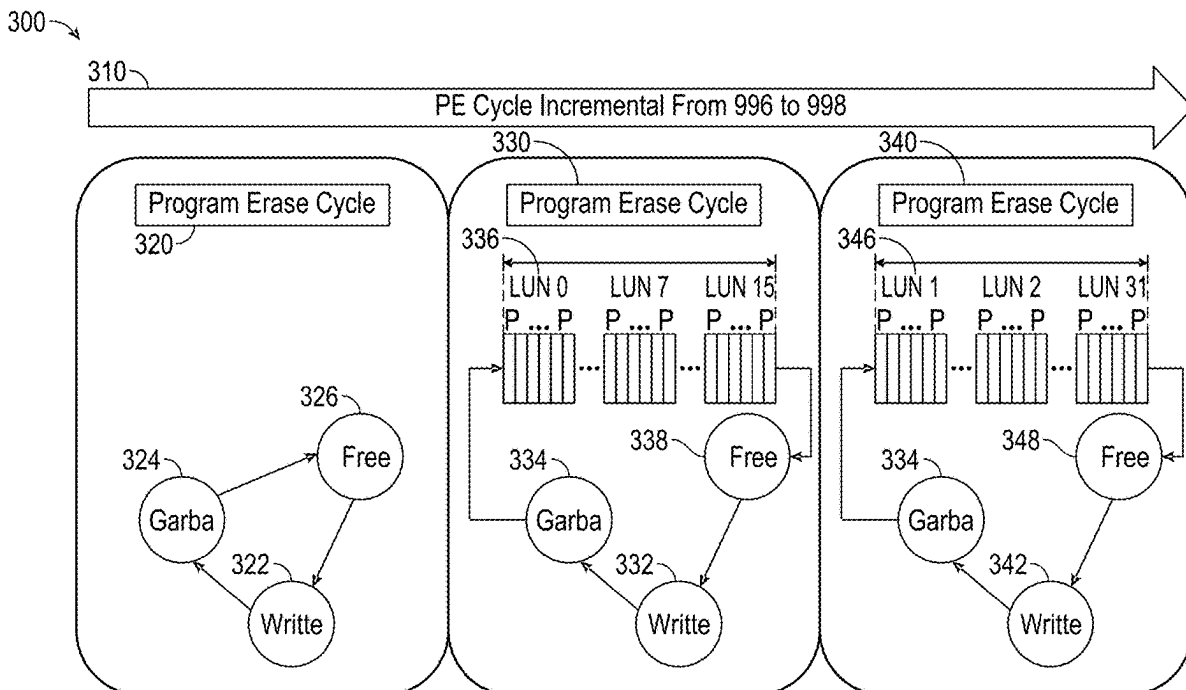 300
310
PE Cycle Incremental From 996 to 998
330
340
Program Erase Cycle
Program Erase Cycle
Program Erase Cycle
320
336
346
LUN 0 LUN 7 LUN 15
LUN 1 LUN 2 LUN 31
P ... P P ... P P ... P
P ... P P ... P P ... P
... ...
... ...
326
Free
324
Garba
322
Writte
338
Free
334
Garba
332
Writte
348
Free
334
Garba
342
Writte